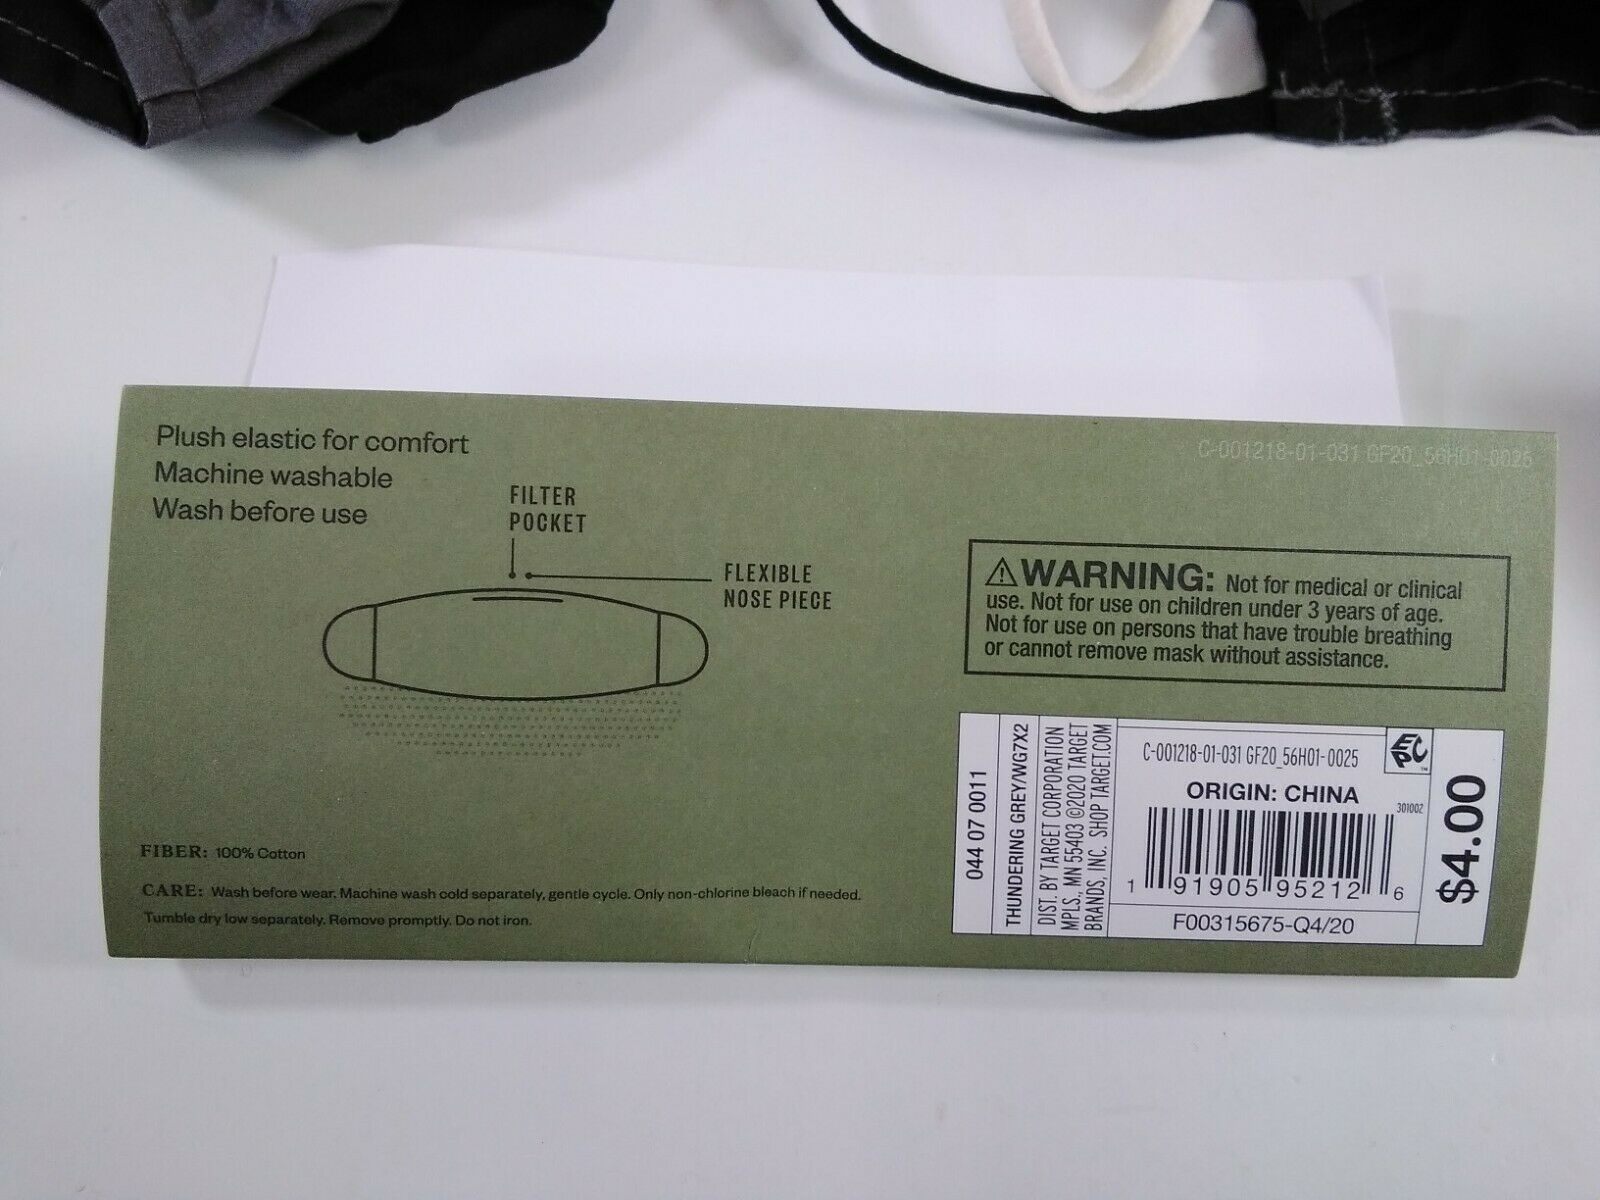 Plush elastic for comfort
Machine washable
Wash before use
FILTER
POCKET
FLEXIBLE
NOSE PIECE
FIBER: 100% Cotton
CARE: Wash before wear. Machine wash cold separately, gentle cycle. Only non-chlorine bleach if needed.
Tumble dry low separately. Remove promptly. Do not iron.
C-001218-01-031 GF20_56H01-0025
⚠WARNING: Not for medical or clinical
use. Not for use on children under 3 years of age.
Not for use on persons that have trouble breathing
or cannot remove mask without assistance.
044 07 0011
THUNDERING GREY/WG7X2
DIST. BY TARGET CORPORATION
MPLS, MN 55403 ©2020 TARGET
BRANDS, INC. SHOP TARGET.COM
C-001218-01-031 GF20_56H01-0025
EPC™
ORIGIN: CHINA
301002
1 91905 95212 6
F00315675-Q4/20
$4.00